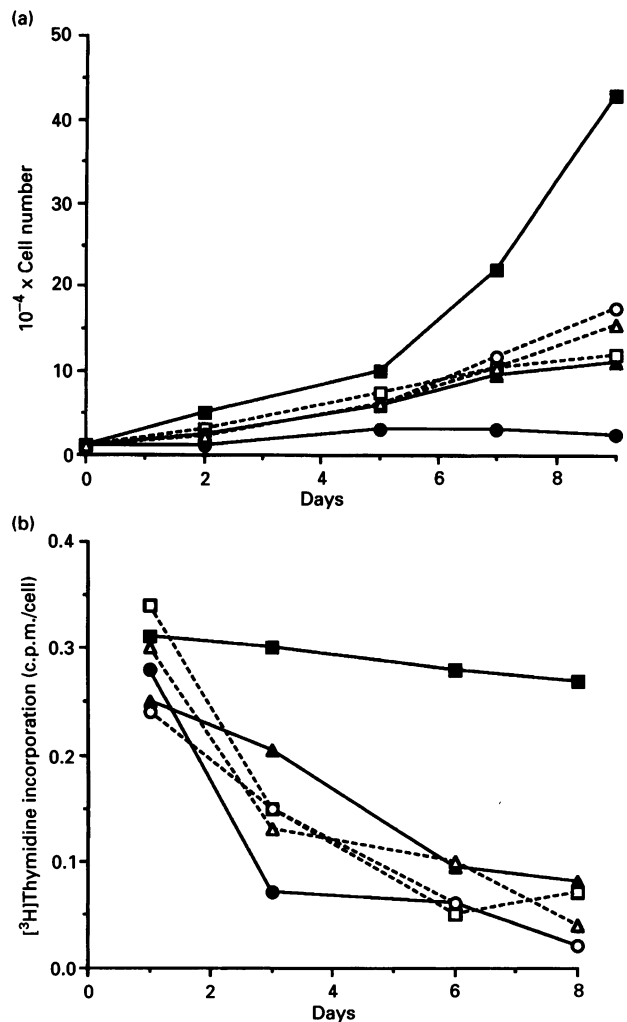 (a)
50
40
30
20
10
0
10⁻⁴ x Cell number
0 2 4 6 8
Days
(b)
0.4
0.3
0.2
0.1
0.0
[³H]Thymidine incorporation (c.p.m./cell)
0 2 4 6 8
Days